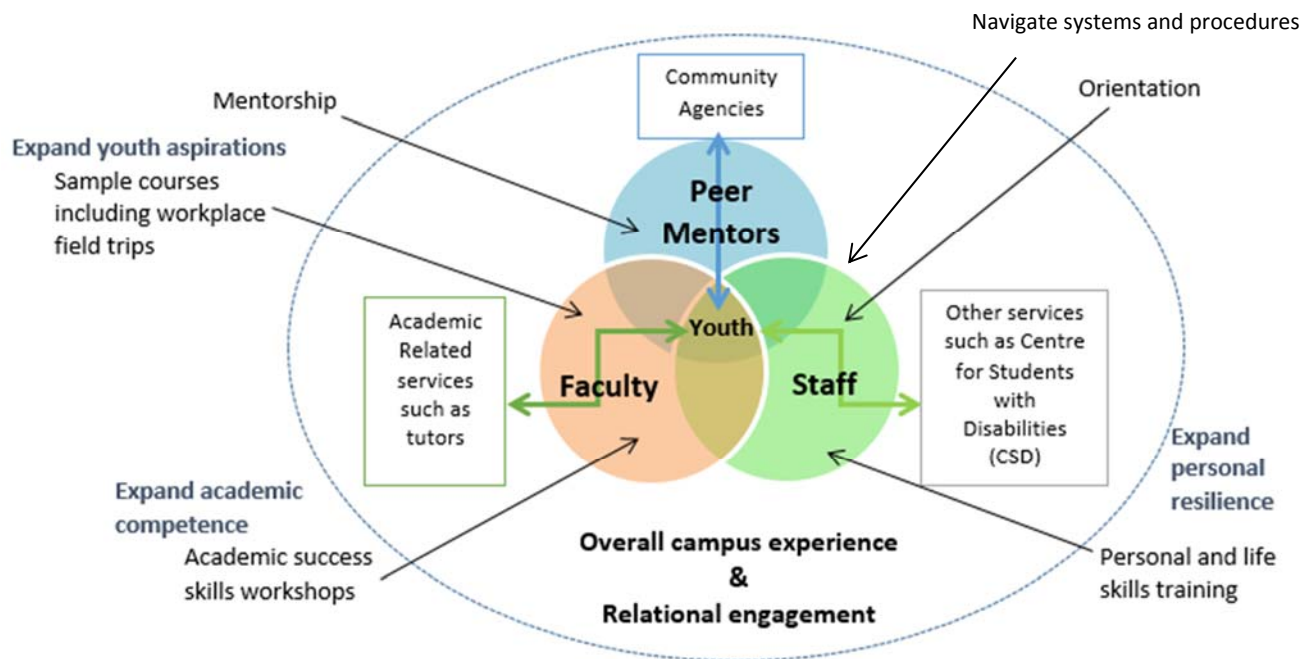 Navigate systems and procedures
Community
Agencies
Orientation
Mentorship
Expand youth aspirations
Sample courses
including workplace
field trips
Peer
Mentors
Academic
Related
services
such as
tutors
Youth
Faculty
Staff
Other services
such as Centre
for Students
with
Disabilities
(CSD)
Expand
personal
resilience
Expand academic
competence
Academic success
skills workshops
Overall campus experience
&
Relational engagement
Personal and life
skills training